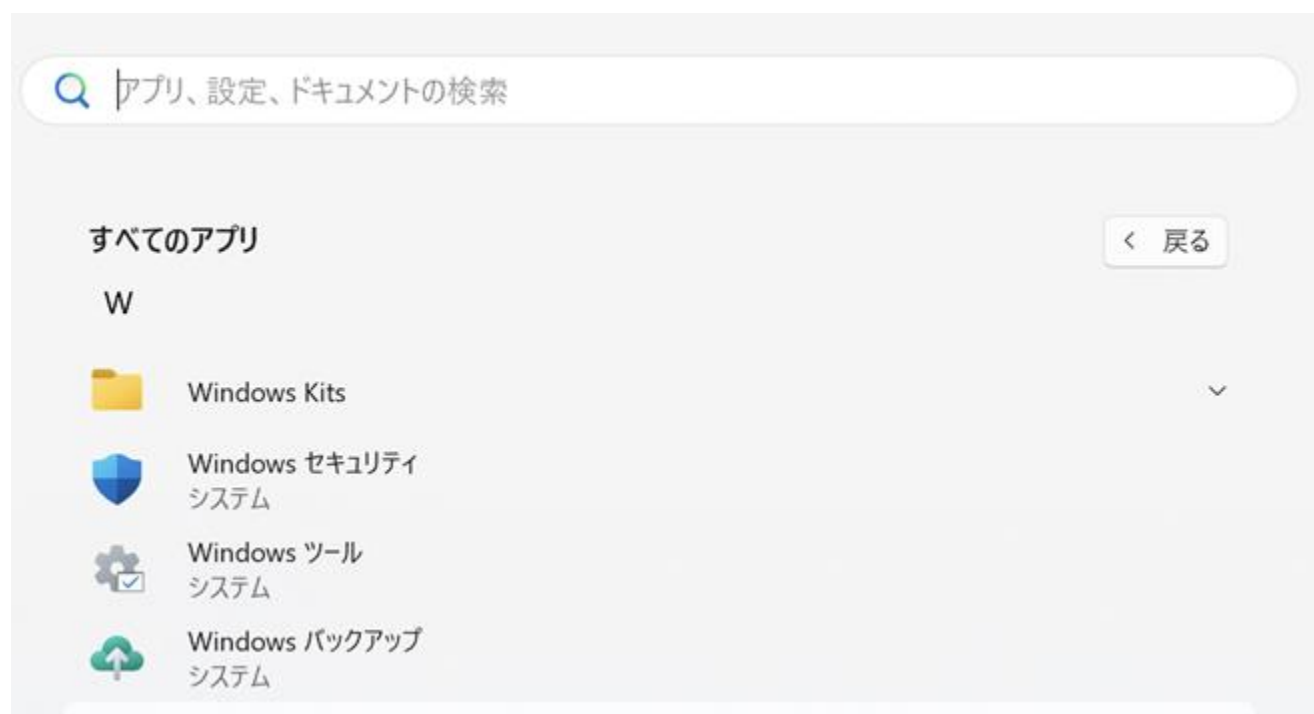 アプリ、設定、ドキュメントの検索
すべてのアプリ
< 戻る
W
Windows Kits
Windows セキュリティ
システム
Windows ツール
システム
Windows バックアップ
システム